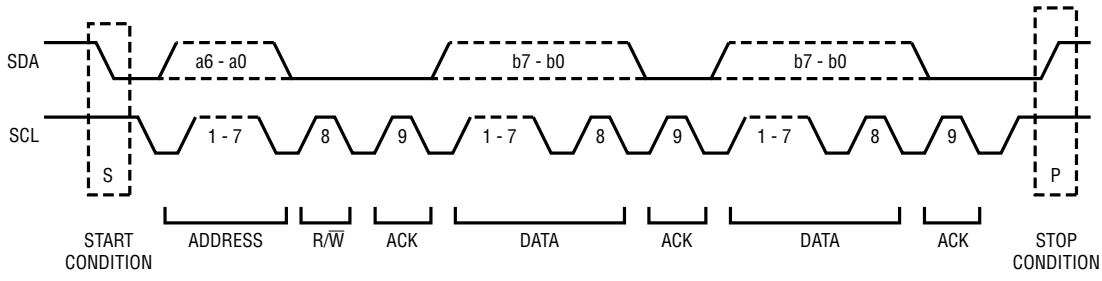 SDA
a6 - a0
b7 - b0
b7 - b0
SCL
1 - 7
8
9
1 - 7
8
9
1 - 7
8
9
S
P
START
CONDITION
ADDRESS
R/W̅
ACK
DATA
ACK
DATA
ACK
STOP
CONDITION